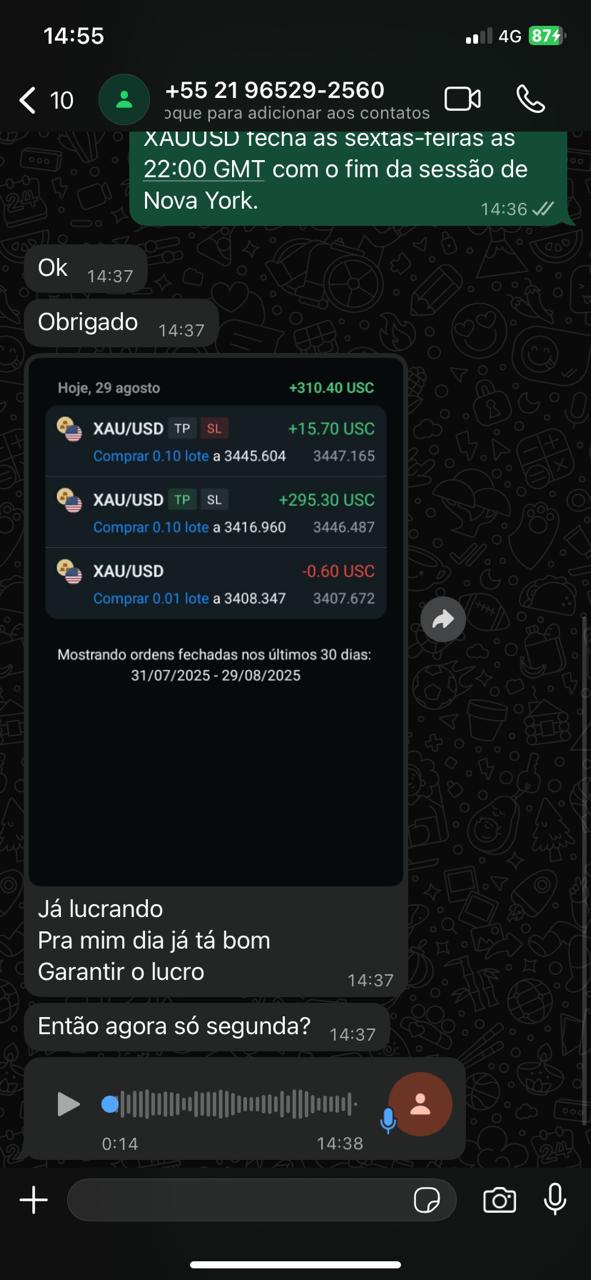 14:55
4G 87
10
+55 21 96529-2560
oque para adicionar aos contatos
XAUUSD fecha às sextas-feiras às
22:00 GMT com o fim da sessão de
Nova York.
14:36
Ok 14:37
Obrigado 14:37
Hoje, 29 agosto +310.40 USC
XAU/USD TP SL +15.70 USC
Comprar 0.10 lote a 3445.604 3447.165
XAU/USD TP SL +295.30 USC
Comprar 0.10 lote a 3416.960 3446.487
XAU/USD -0.60 USC
Comprar 0.01 lote a 3408.347 3407.672
Mostrando ordens fechadas nos últimos 30 dias:
31/07/2025 - 29/08/2025
Já lucrando
Pra mim dia já tá bom
Garantir o lucro
14:37
Então agora só segunda? 14:37
0:14 14:38